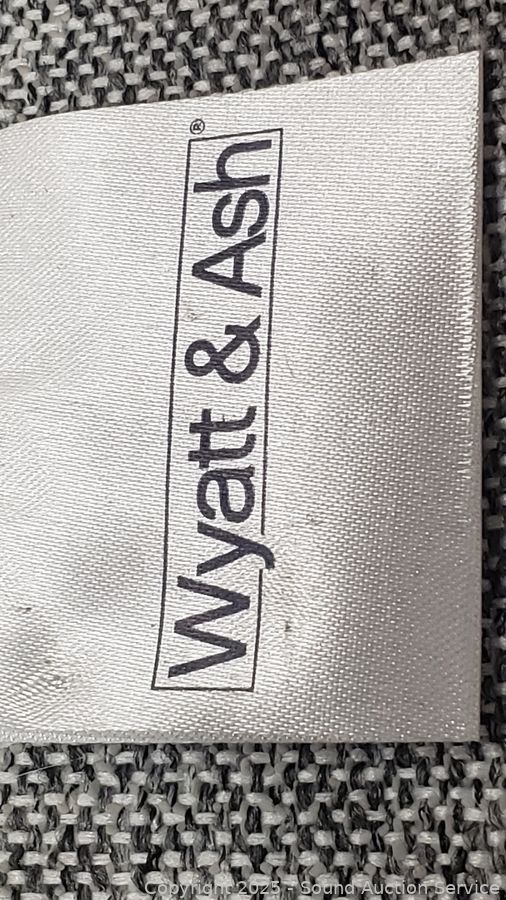 Wyatt & Ash®
Copyright 2025 - Sound Auction Service